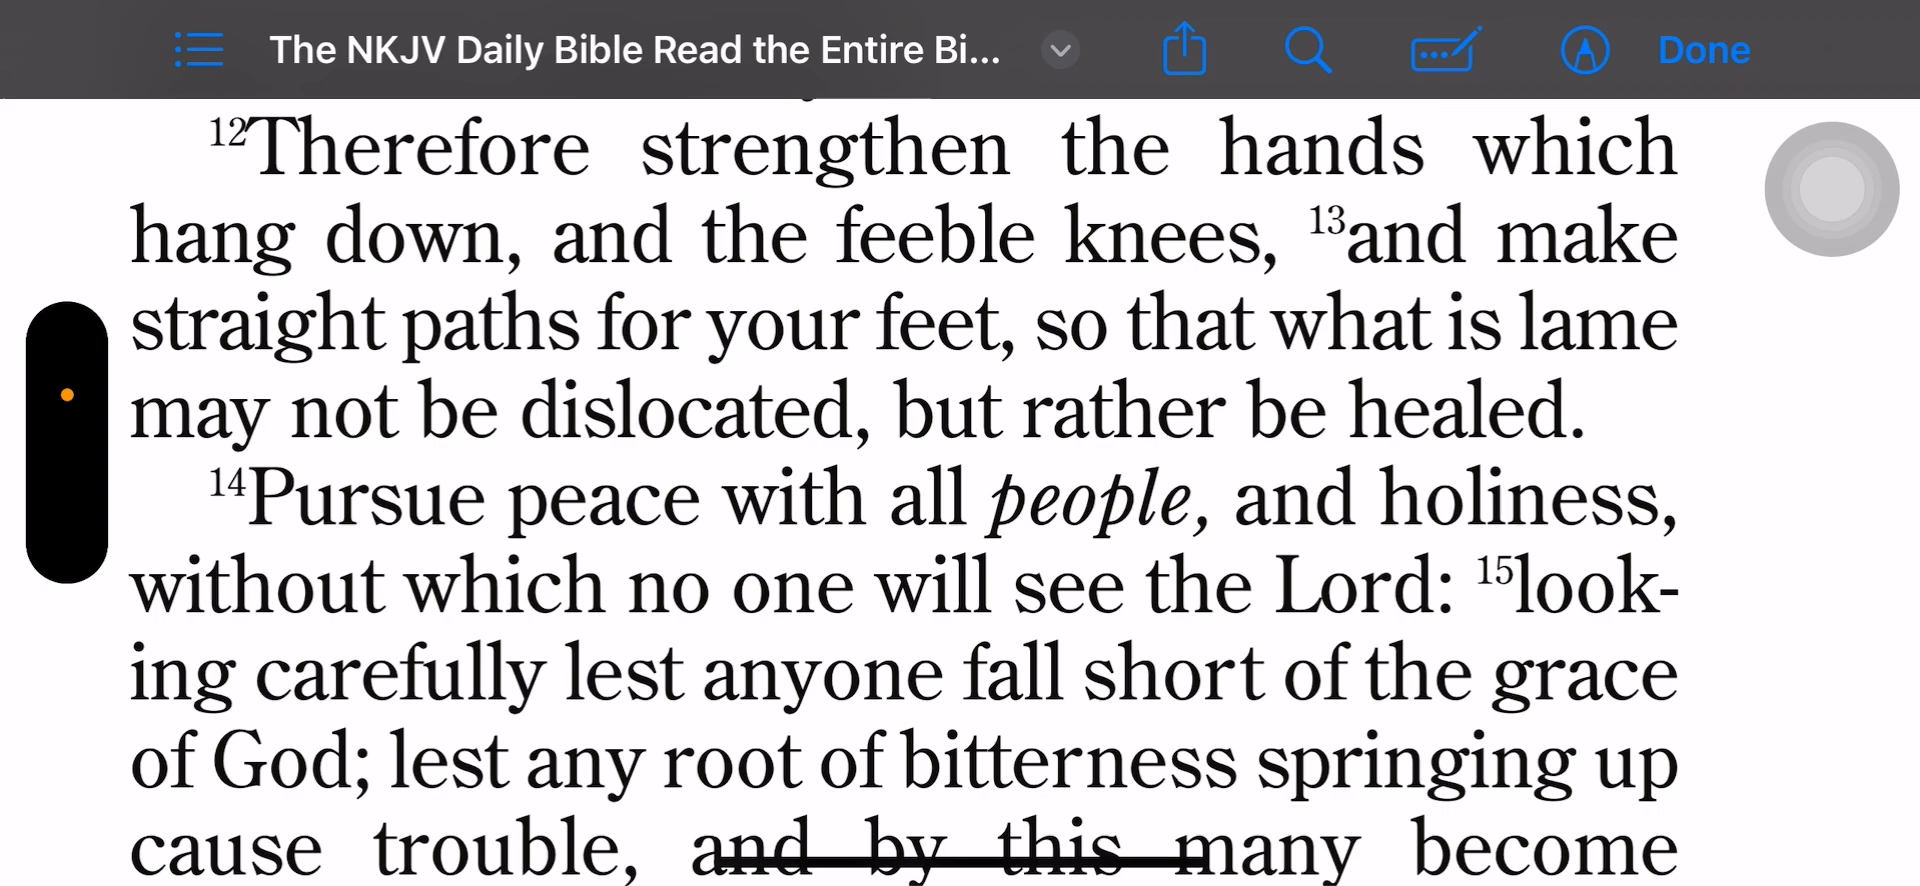 The NKJV Daily Bible Read the Entire Bi...
Done
12Therefore strengthen the hands which
hang down, and the feeble knees, 13and make
straight paths for your feet, so that what is lame
may not be dislocated, but rather be healed.
14Pursue peace with all people, and holiness,
without which no one will see the Lord: 15look-
ing carefully lest anyone fall short of the grace
of God; lest any root of bitterness springing up
cause trouble, and by this many become